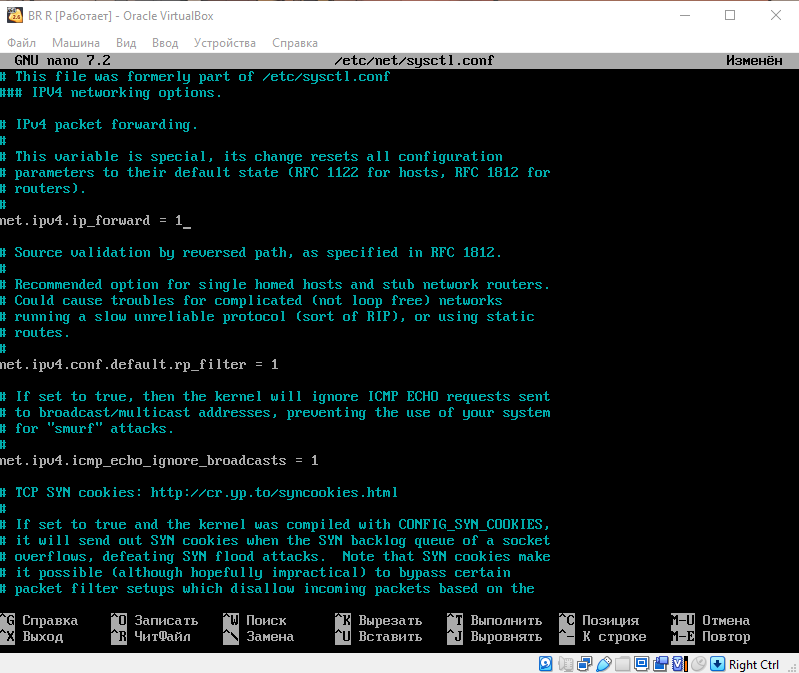 BR R [Работает] - Oracle VirtualBox
Файл Машина Вид Ввод Устройства Справка
GNU nano 7.2 /etc/net/sysctl.conf Изменён
# This file was formerly part of /etc/sysctl.conf
### IPV4 networking options.
# IPv4 packet forwarding.
#
# This variable is special, its change resets all configuration
# parameters to their default state (RFC 1122 for hosts, RFC 1812 for
# routers).
#
net.ipv4.ip_forward = 1_
# Source validation by reversed path, as specified in RFC 1812.
#
# Recommended option for single homed hosts and stub network routers.
# Could cause troubles for complicated (not loop free) networks
# running a slow unreliable protocol (sort of RIP), or using static
# routes.
#
net.ipv4.conf.default.rp_filter = 1
# If set to true, then the kernel will ignore ICMP ECHO requests sent
# to broadcast/multicast addresses, preventing the use of your system
# for "smurf" attacks.
#
net.ipv4.icmp_echo_ignore_broadcasts = 1
# TCP SYN cookies: http://cr.yp.to/syncookies.html
#
# If set to true and the kernel was compiled with CONFIG_SYN_COOKIES,
# it will send out SYN cookies when the SYN backlog queue of a socket
# overflows, defeating SYN flood attacks.  Note that SYN cookies make
# it possible (although hopefully impractical) to bypass certain
# packet filter setups which disallow incoming packets based on the
^G Справка ^O Записать ^W Поиск ^K Вырезать ^T Выполнить ^C Позиция M-U Отмена
^X Выход ^R ЧитФайл ^\ Замена ^U Вставить ^J Выровнять ^- К строке M-E Повтор
Right Ctrl